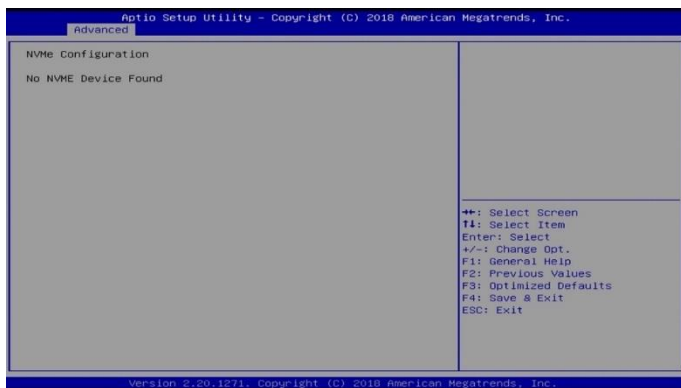 Aptio Setup Utility – Copyright (C) 2018 American Megatrends, Inc.
Advanced
NVMe Configuration
No NVME Device Found
→←: Select Screen
↑↓: Select Item
Enter: Select
+/-: Change Opt.
F1: General Help
F2: Previous Values
F3: Optimized Defaults
F4: Save & Exit
ESC: Exit
Version 2.20.1271. Copyright (C) 2018 American Megatrends, Inc.